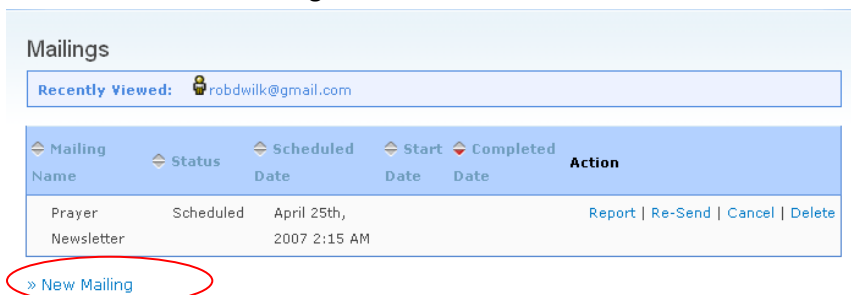 Mailings
Recently Viewed: robdwilk@gmail.com
Mailing Name Status Scheduled Date Start Date Completed Date Action
Prayer Newsletter Scheduled April 25th, 2007 2:15 AM Report | Re-Send | Cancel | Delete
» New Mailing